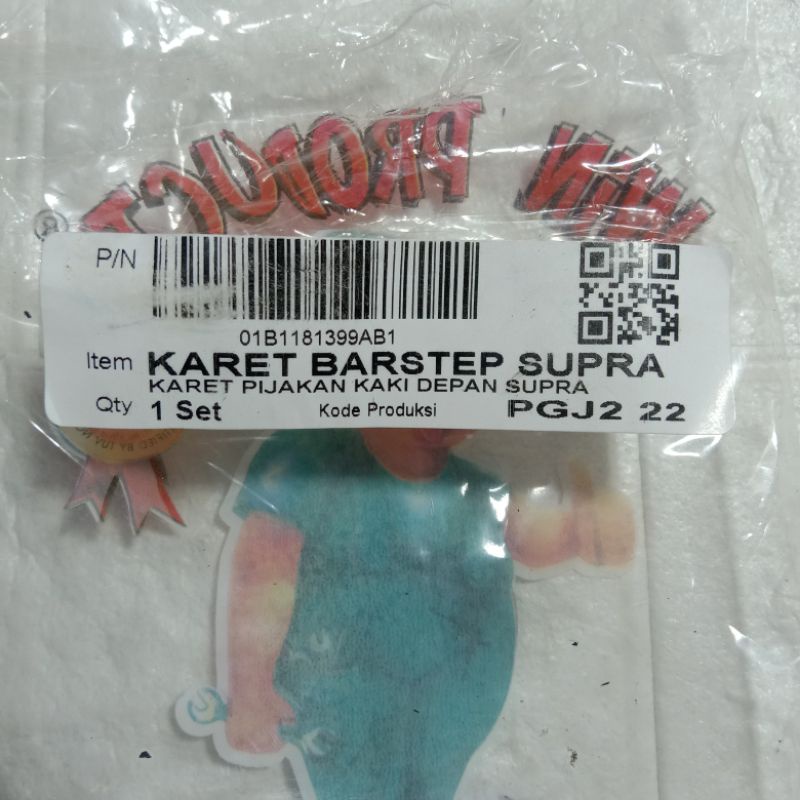 WIN PRODUCT
®
P/N
01B1181399AB1
Item KARET BARSTEP SUPRA
KARET PIJAKAN KAKI DEPAN SUPRA
Qty 1 Set Kode Produksi PGJ2 22